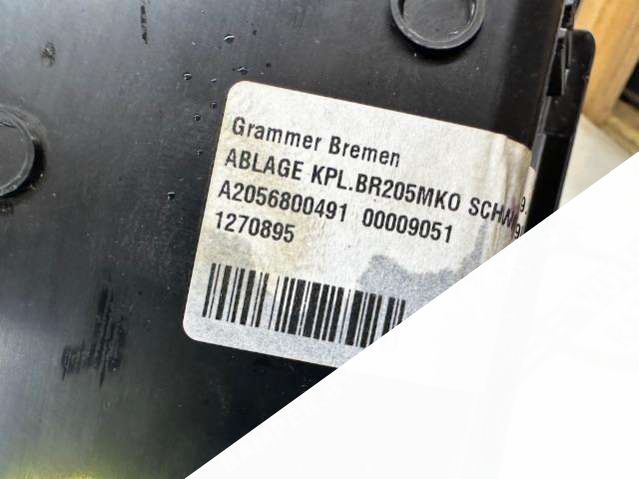 Grammer Bremen
ABLAGE KPL.BR205MKO
A2056800491 00009051
1270895